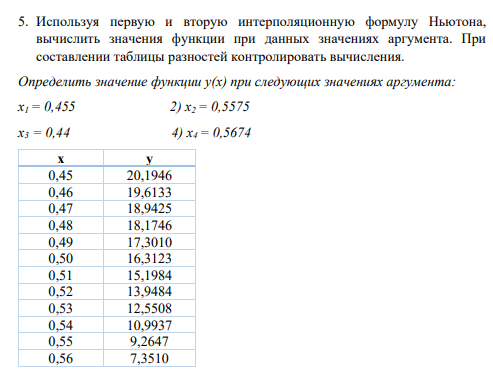 5. Используя первую и вторую интерполяционную формулу Ньютона,
вычислить значения функции при данных значениях аргумента. При
составлении таблицы разностей контролировать вычисления.
Определить значение функции y(x) при следующих значениях аргумента:
x₁ = 0,455 2) x₂ = 0,5575
x₃ = 0,44 4) x₄ = 0,5674
x y
0,45 20,1946
0,46 19,6133
0,47 18,9425
0,48 18,1746
0,49 17,3010
0,50 16,3123
0,51 15,1984
0,52 13,9484
0,53 12,5508
0,54 10,9937
0,55 9,2647
0,56 7,3510